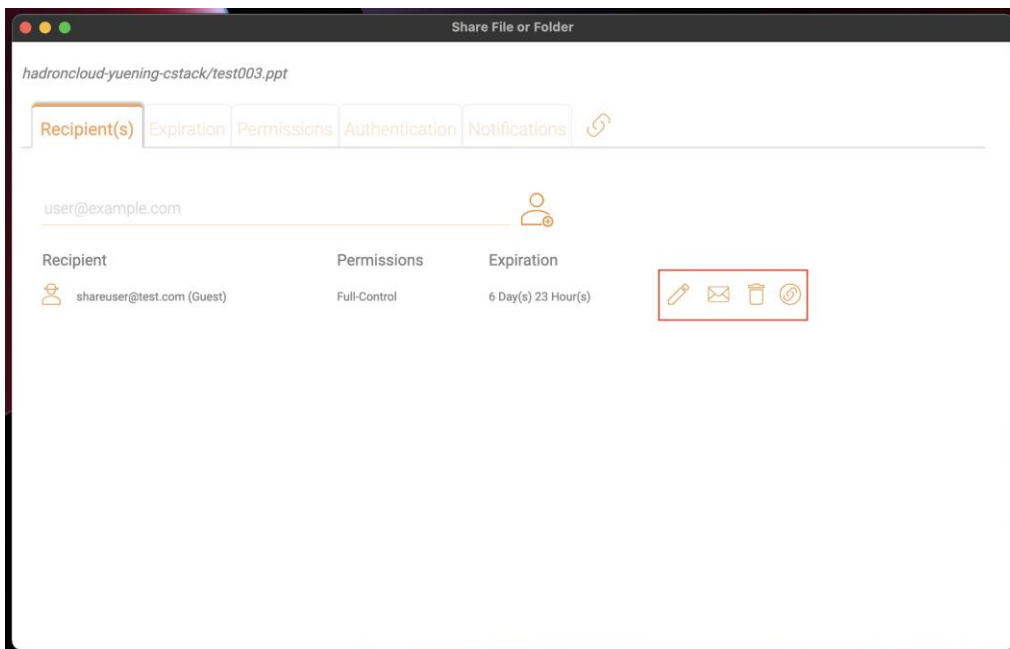 Share File or Folder
hadroncloud-yuening-cstack/test003.ppt
Recipient(s) Expiration Permissions Authentication Notifications
user@example.com
Recipient Permissions Expiration
shareuser@test.com (Guest) Full-Control 6 Day(s) 23 Hour(s)